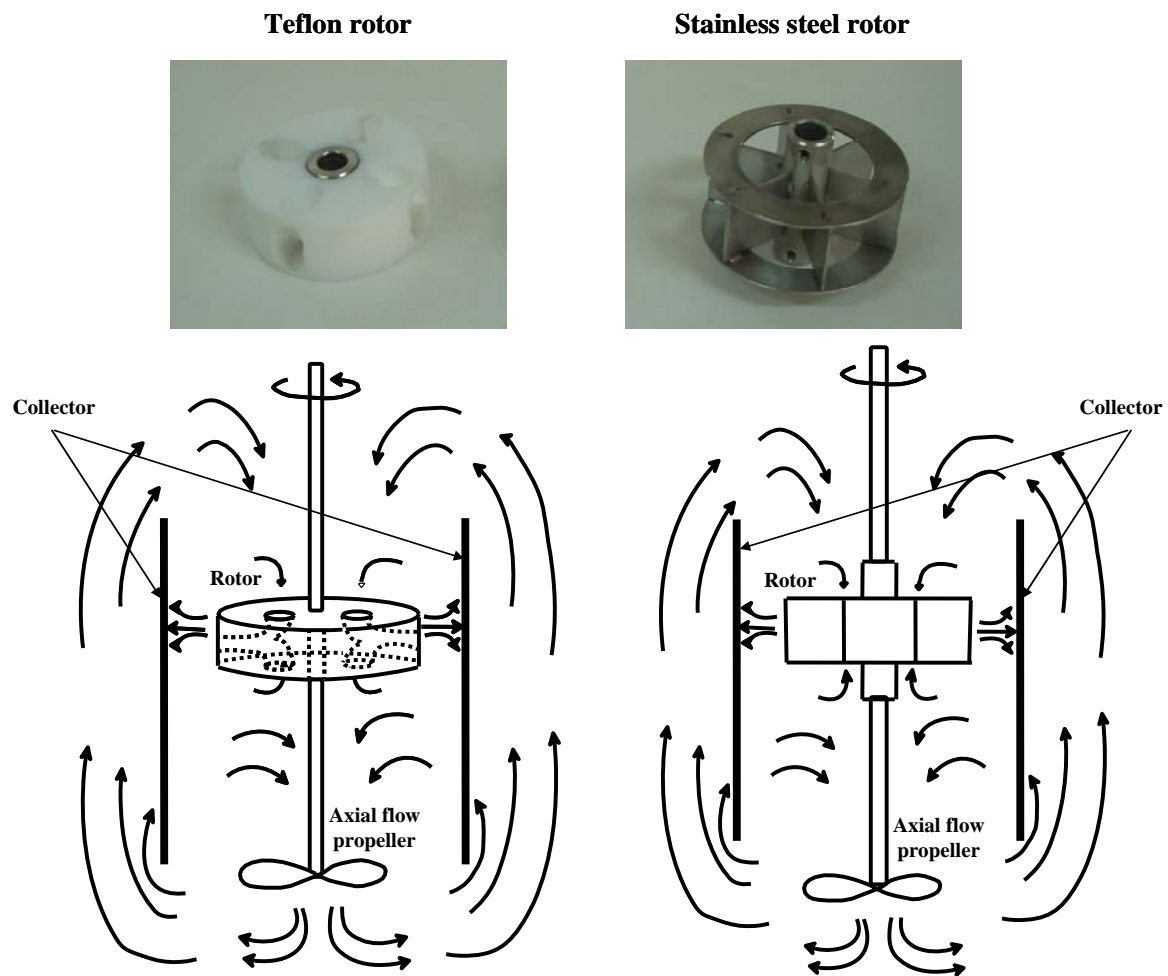 Teflon rotor
Stainless steel rotor
Collector
Rotor
Axial flow
propeller
Collector
Rotor
Axial flow
propeller